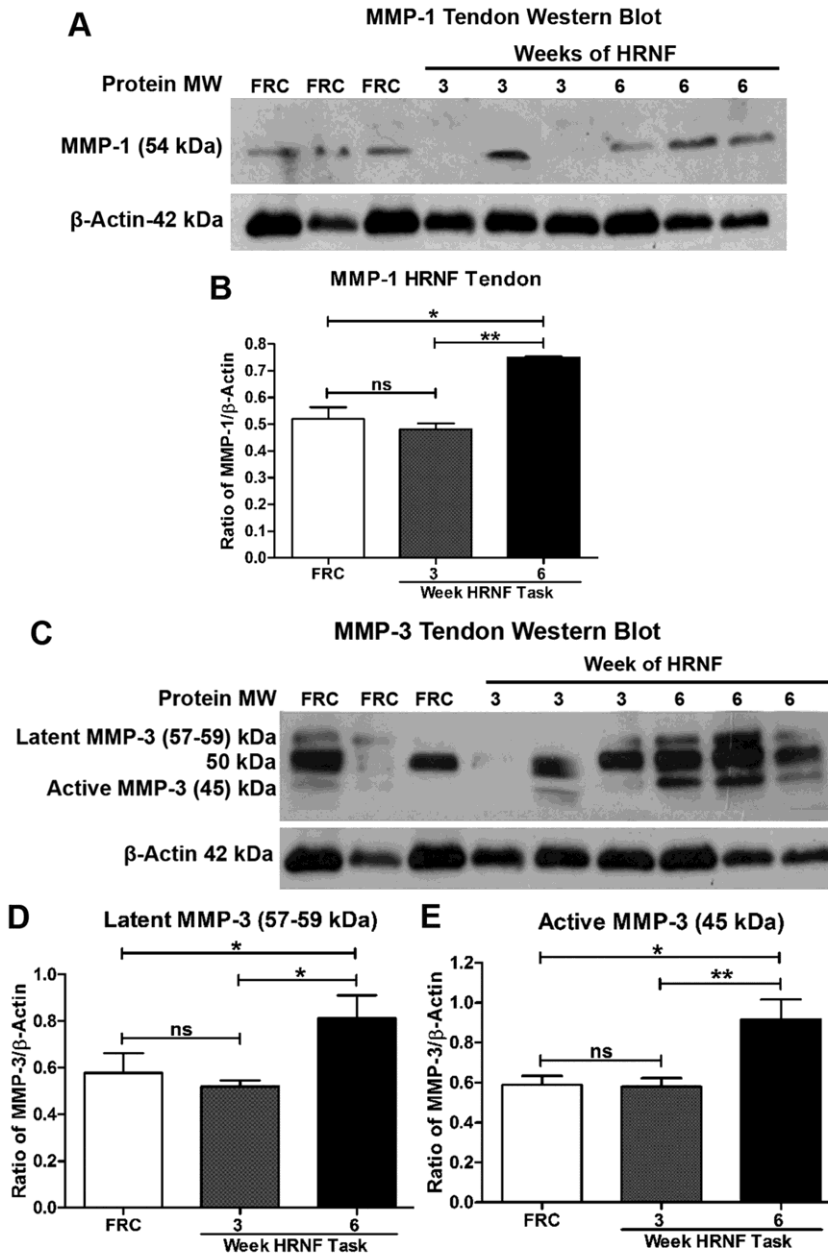 A
MMP-1 Tendon Western Blot
Weeks of HRNF
Protein MW FRC FRC FRC 3 3 3 6 6 6
MMP-1 (54 kDa)
β-Actin-42 kDa
B
MMP-1 HRNF Tendon
*
**
ns
Ratio of MMP-1/β-Actin
0.8
0.7
0.6
0.5
0.4
0.3
0.2
0.1
0.0
FRC 3 6
Week HRNF Task
C
MMP-3 Tendon Western Blot
Week of HRNF
Protein MW FRC FRC FRC 3 3 3 6 6 6
Latent MMP-3 (57-59) kDa
50 kDa
Active MMP-3 (45) kDa
β-Actin 42 kDa
D
Latent MMP-3 (57-59 kDa)
*
*
ns
Ratio of MMP-3/β-Actin
1.0
0.8
0.6
0.4
0.2
0.0
FRC 3 6
Week HRNF Task
E
Active MMP-3 (45 kDa)
*
**
ns
Ratio of MMP-3/β-Actin
1.2
1.0
0.8
0.6
0.4
0.2
0.0
FRC 3 6
Week HRNF Task